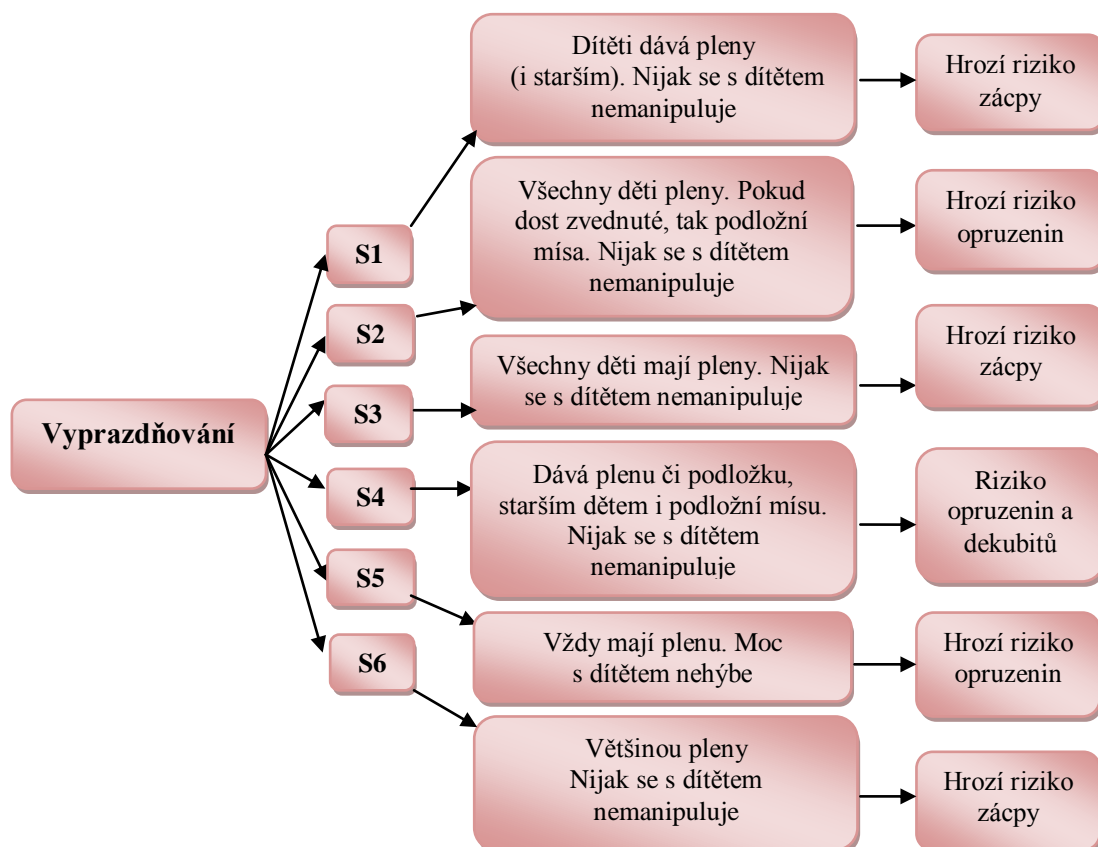 Vyprazdňování
S1
Dítěti dává pleny
(i starším). Nijak se s dítětem
nemanipuluje
Hrozí riziko
zácpy
S2
Všechny děti pleny. Pokud
dost zvednuté, tak podložní
mísa. Nijak se s dítětem
nemanipuluje
Hrozí riziko
opruzenin
S3
Všechny děti mají pleny. Nijak
se s dítětem nemanipuluje
Hrozí riziko
zácpy
S4
Dává plenu či podložku,
starším dětem i podložní mísu.
Nijak se s dítětem
nemanipuluje
Riziko
opruzenin a
dekubitů
S5
Vždy mají plenu. Moc
s dítětem nehýbe
Hrozí riziko
opruzenin
S6
Většinou pleny
Nijak se s dítětem
nemanipuluje
Hrozí riziko
zácpy